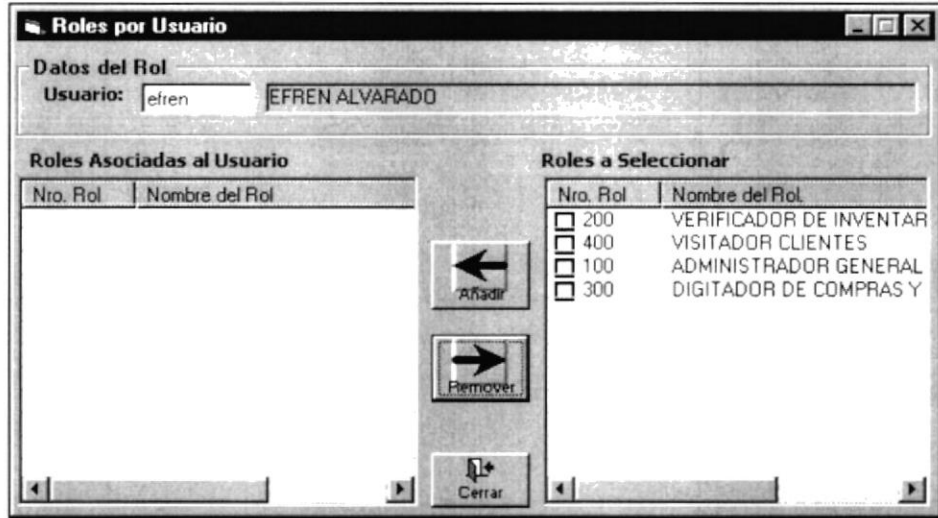 Roles por Usuario
Datos del Rol
Usuario: efren EFREN ALVARADO
Roles Asociadas al Usuario
Nro. Rol Nombre del Rol
Añadir
Remover
Cerrar
Roles a Seleccionar
Nro. Rol Nombre del Rol.
200 VERIFICADOR DE INVENTAR
400 VISITADOR CLIENTES
100 ADMINISTRADOR GENERAL
300 DIGITADOR DE COMPRAS Y